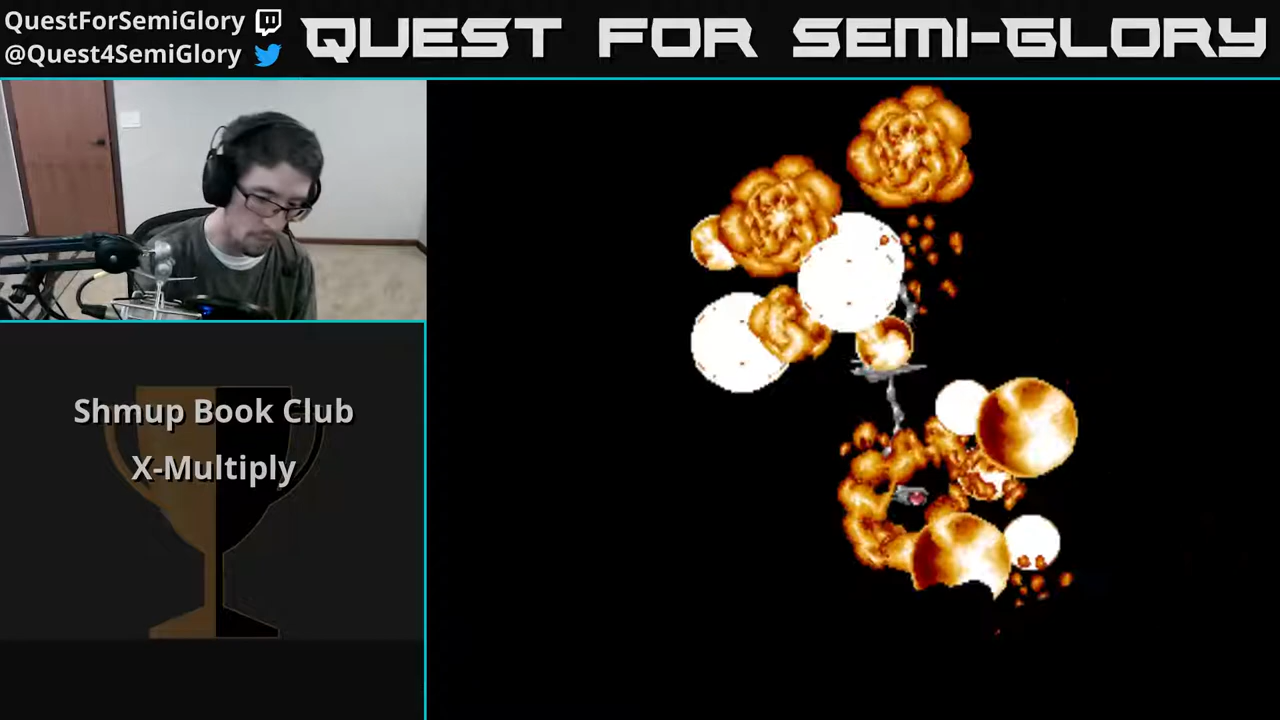 QuestForSemiGlory
@Quest4SemiGlory
QUEST FOR SEMI-GLORY
Shmup Book Club
X-Multiply